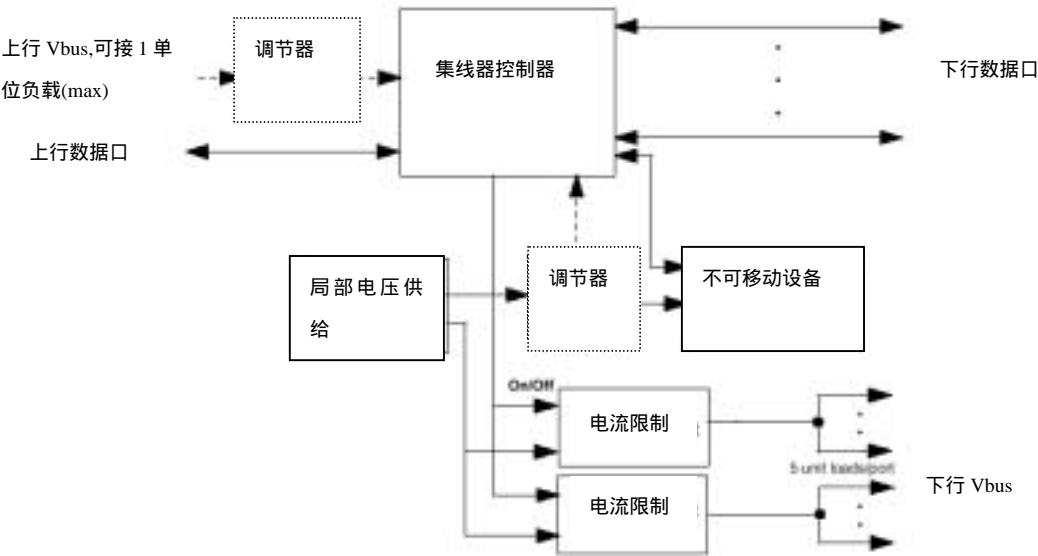 上行 Vbus,可接 1 单
位负载(max)
调节器
集线器控制器
下行数据口
上行数据口
局部电压供
给
调节器
不可移动设备
On/Off
电流限制
5 unit loads/port
电流限制
下行 Vbus